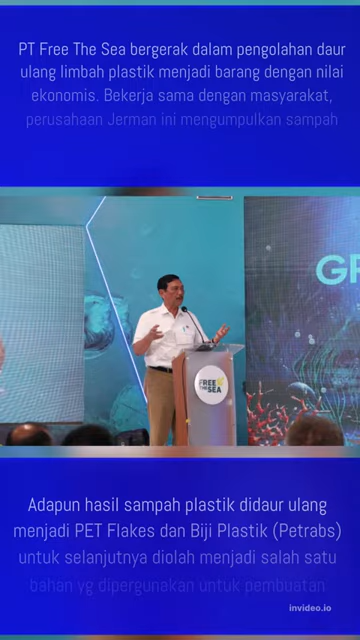 PT Free The Sea bergerak dalam pengolahan daur
ulang limbah plastik menjadi barang dengan nilai
ekonomis. Bekerja sama dengan masyarakat,
perusahaan Jerman ini mengumpulkan sampah
GR
FREE
THE
SEA
Adapun hasil sampah plastik didaur ulang
menjadi PET Flakes dan Biji Plastik (Petrabs)
untuk selanjutnya diolah menjadi salah satu
bahan yg dipergunakan untuk pembuatan
invideo.io